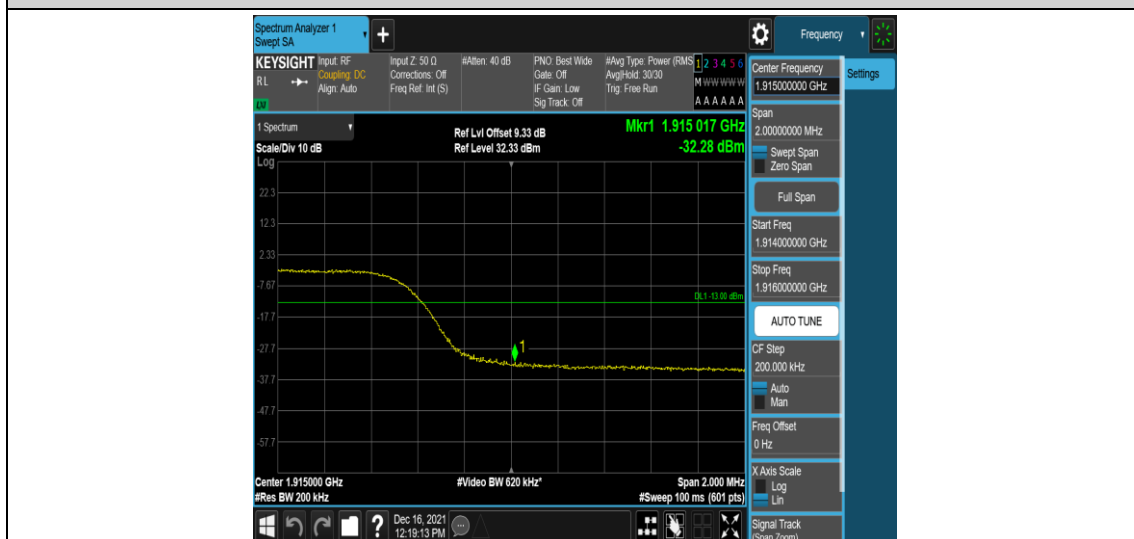 Spectrum Analyzer 1
Swept SA
Frequency
KEYSIGHT
RL
LXI
Input: RF
Coupling: DC
Align: Auto
Input Z: 50 Ω
Corrections: Off
Freq Ref: Int (S)
#Atten: 40 dB
PNO: Best Wide
Gate: Off
IF Gain: Low
Sig Track: Off
#Avg Type: Power (RMS
Avg|Hold: 30/30
Trig: Free Run
1 2 3 4 5 6
M W W W W W
A A A A A A
1 Spectrum
Scale/Div 10 dB
Log
Ref Lvl Offset 9.33 dB
Ref Level 32.33 dBm
Mkr1 1.915 017 GHz
-32.28 dBm
22.3
12.3
2.33
-7.67
-17.7
-27.7
-37.7
-47.7
-57.7
DL1 -13.00 dBm
1
Center 1.915000 GHz
#Res BW 200 kHz
#Video BW 620 kHz*
Span 2.000 MHz
#Sweep 100 ms (601 pts)
?
Dec 16, 2021
12:19:13 PM
Center Frequency
1.915000000 GHz
Span
2.00000000 MHz
Swept Span
Zero Span
Full Span
Start Freq
1.914000000 GHz
Stop Freq
1.916000000 GHz
AUTO TUNE
CF Step
200.000 kHz
Auto
Man
Freq Offset
0 Hz
X Axis Scale
Log
Lin
Signal Track
(Span Zoom)
Settings